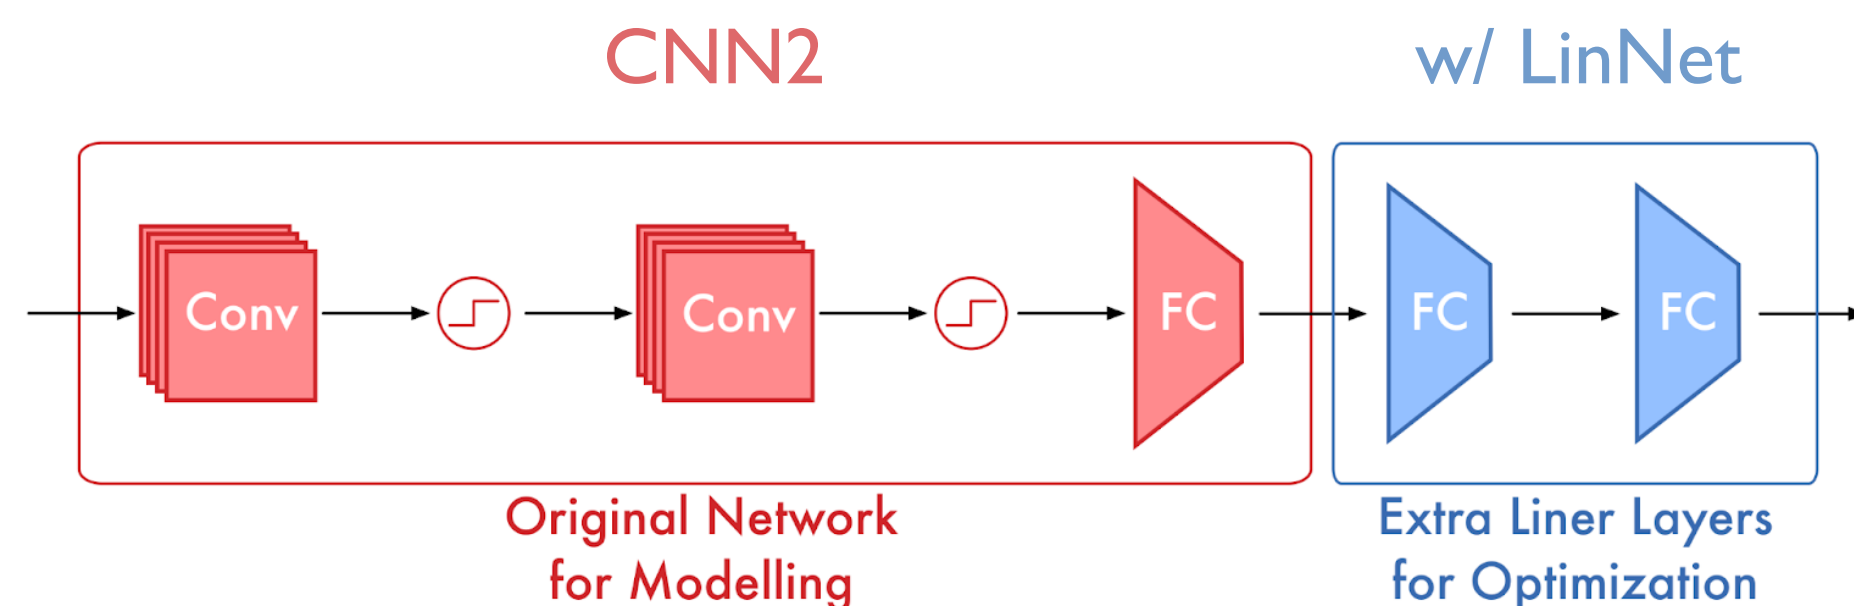 CNN2
w/ LinNet
Conv
Conv
FC
FC
FC
Original Network
for Modelling
Extra Liner Layers
for Optimization